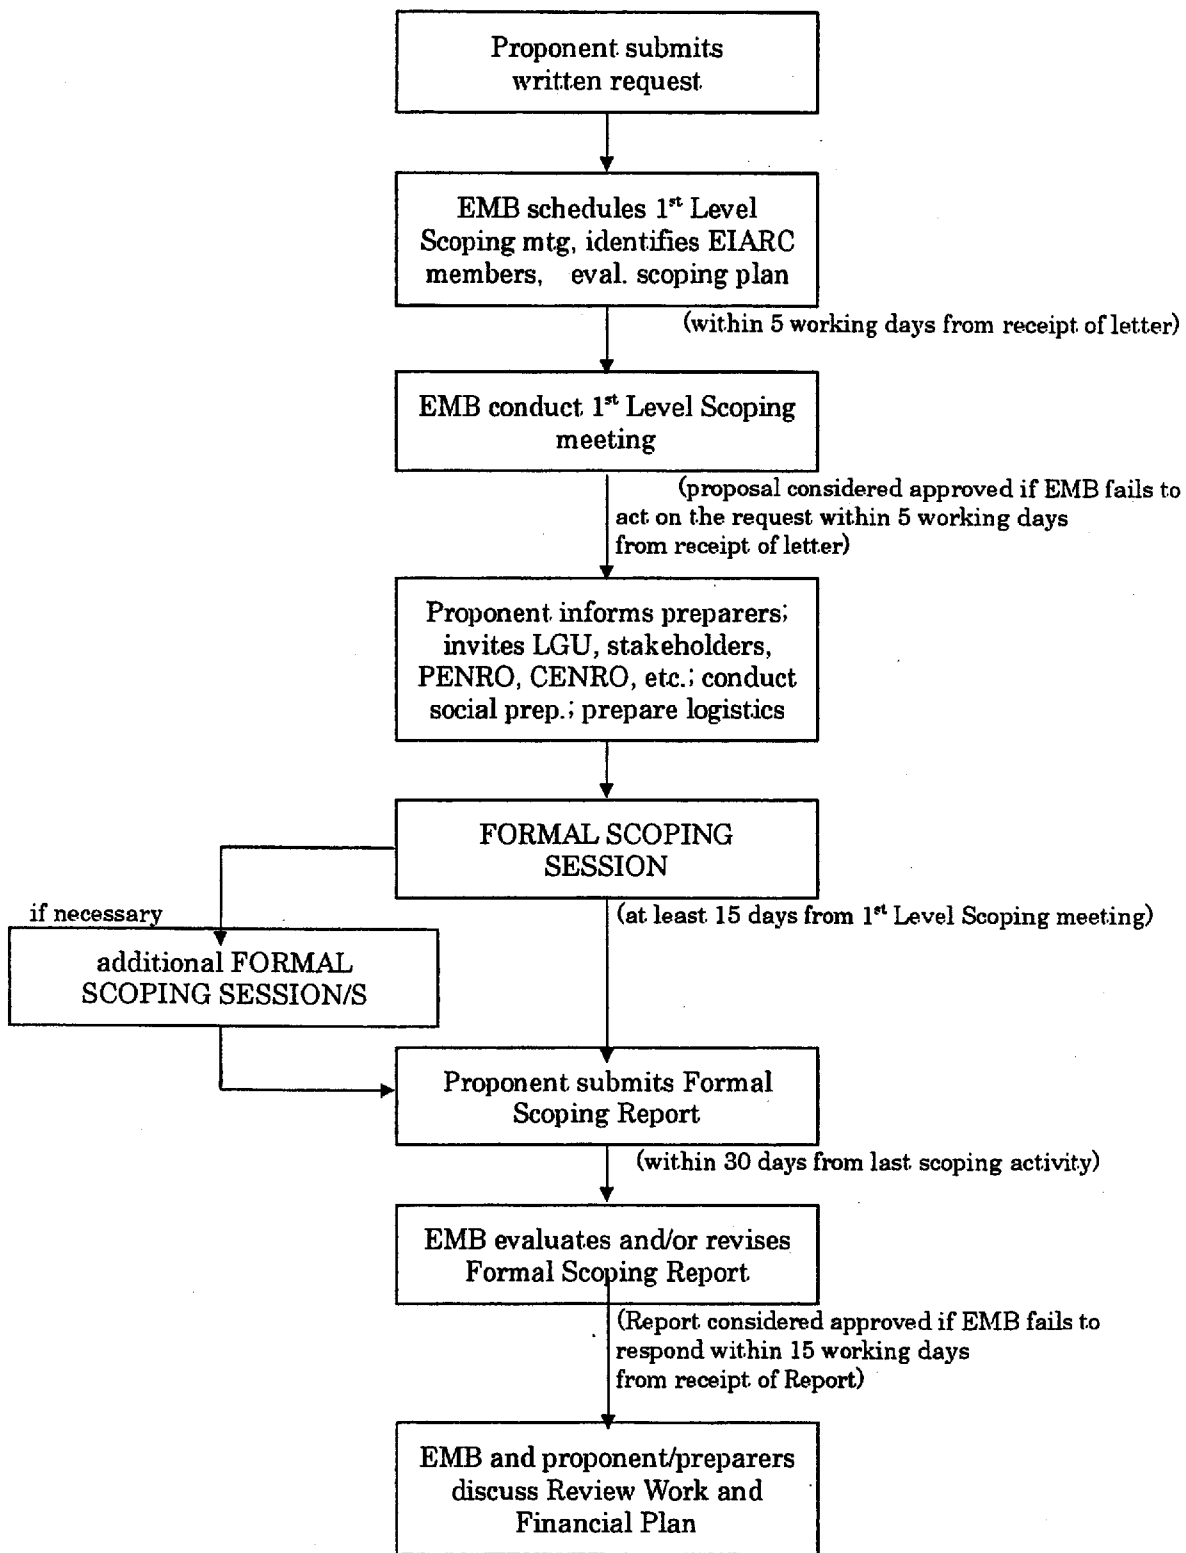 Proponent submits
written request
EMB schedules 1st Level
Scoping mtg, identifies EIARC
members, eval. scoping plan
(within 5 working days from receipt of letter)
EMB conduct 1st Level Scoping
meeting
(proposal considered approved if EMB fails to
act on the request within 5 working days
from receipt of letter)
Proponent informs preparers;
invites LGU, stakeholders,
PENRO, CENRO, etc.; conduct
social prep.; prepare logistics
FORMAL SCOPING
SESSION
(at least 15 days from 1st Level Scoping meeting)
if necessary
additional FORMAL
SCOPING SESSION/S
Proponent submits Formal
Scoping Report
(within 30 days from last scoping activity)
EMB evaluates and/or revises
Formal Scoping Report
(Report considered approved if EMB fails to
respond within 15 working days
from receipt of Report)
EMB and proponent/preparers
discuss Review Work and
Financial Plan